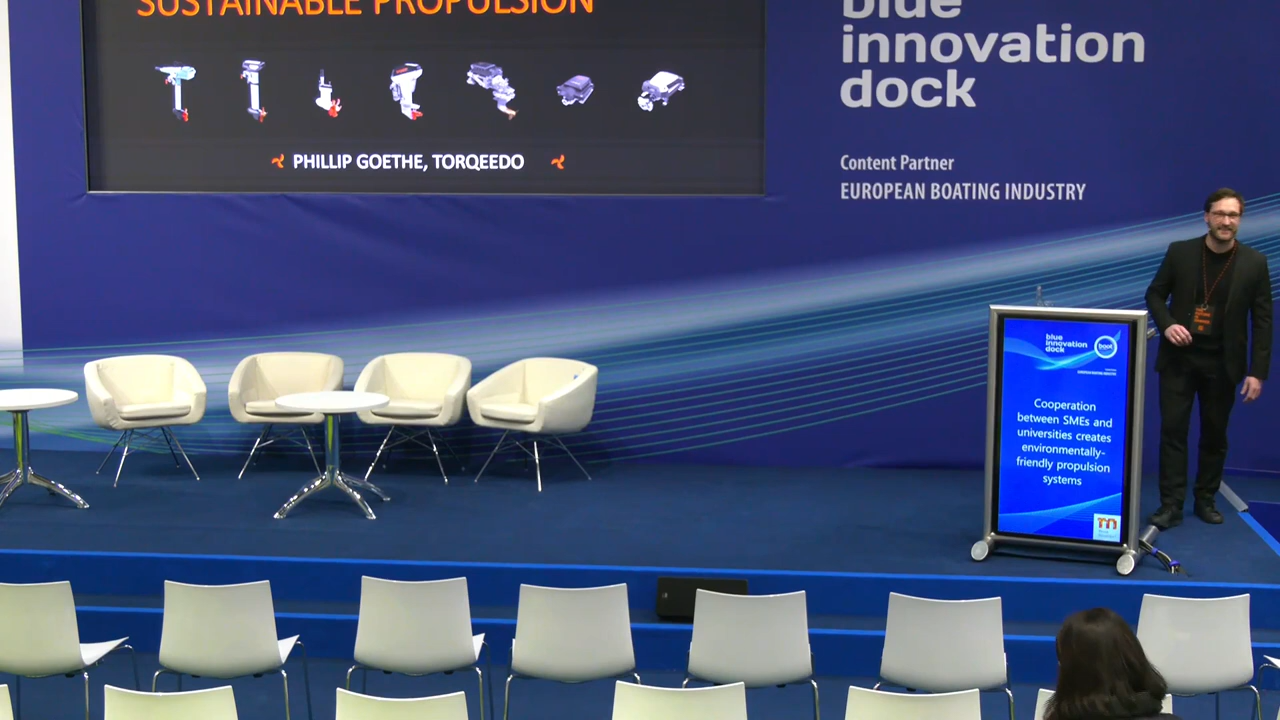 SUSTAINABLE PROPULSION
PHILLIP GOETHE, TORQEEDO
blue
innovation
dock
Content Partner
EUROPEAN BOATING INDUSTRY
blue
innovation
dock
boot
Cooperation
between SMEs and
universities creates
environmentally-
friendly propulsion
systems